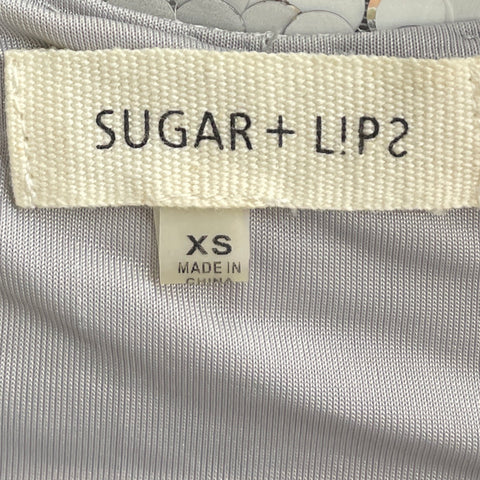 SUGAR + L!PS
XS
MADE IN
CHINA